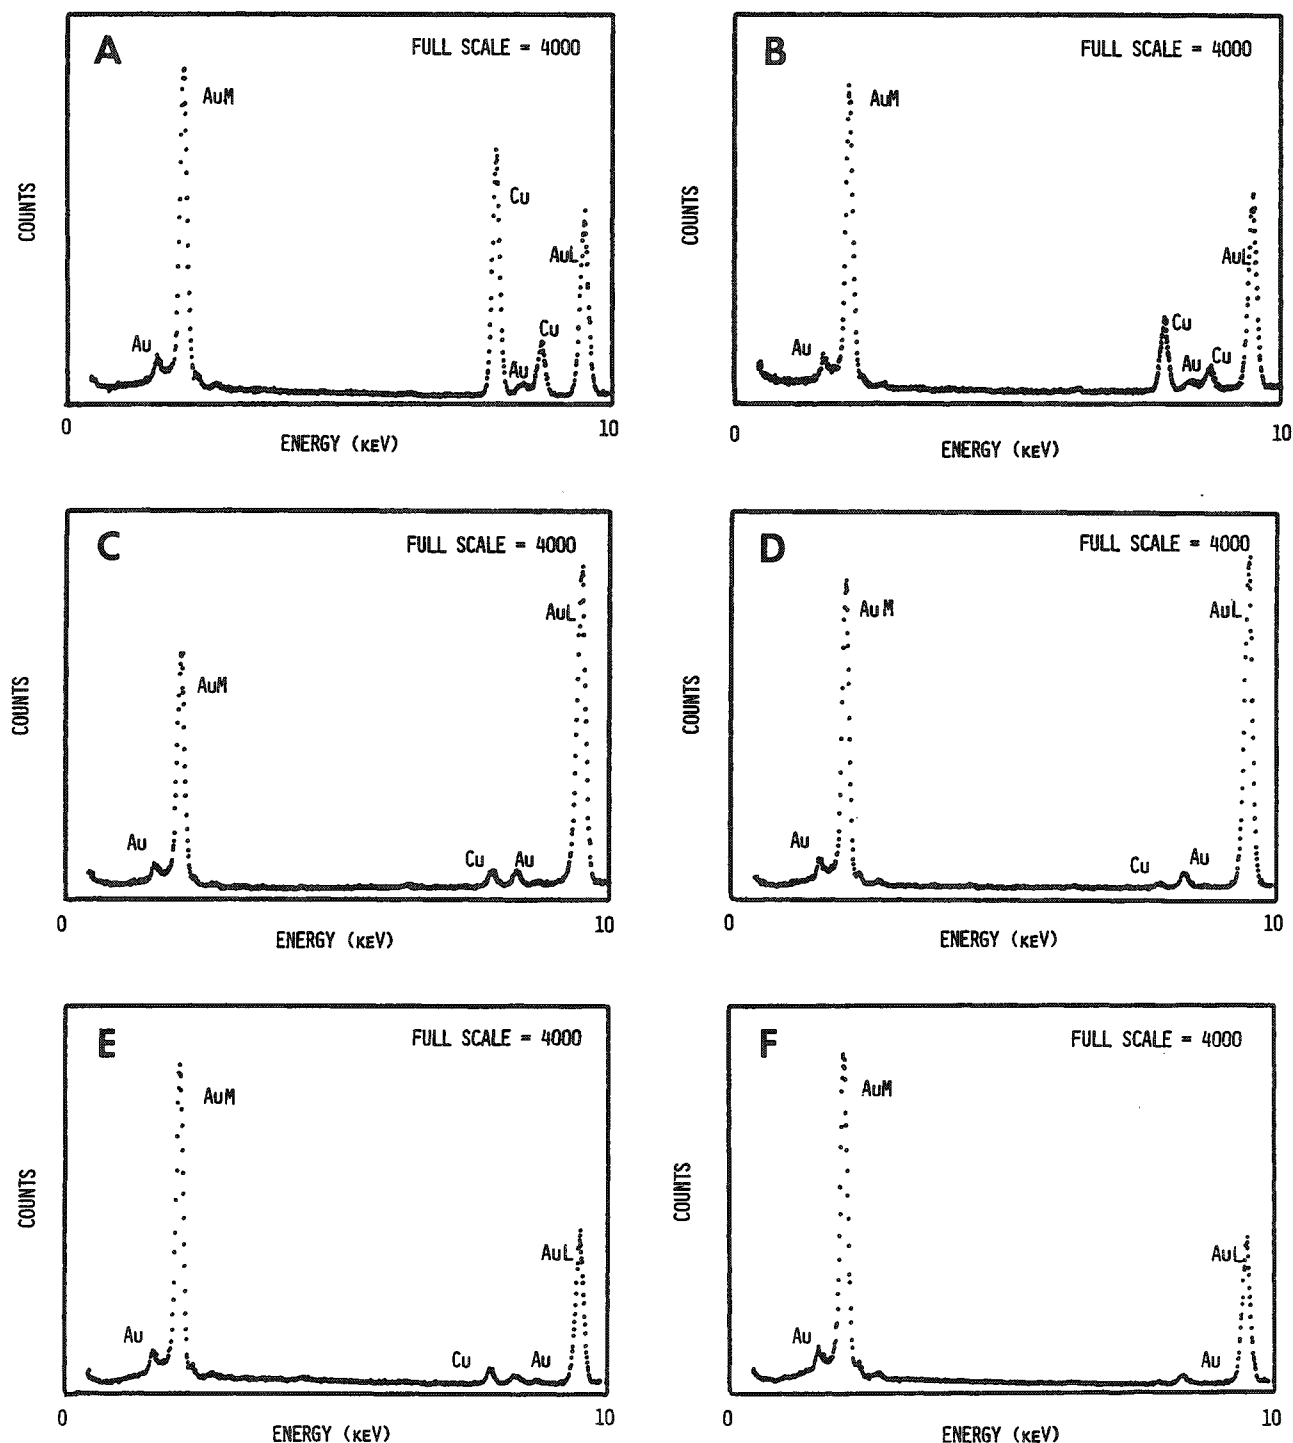 A
FULL SCALE = 4000
AuM
Cu
AuL
Cu
Au
Au
COUNTS
0
10
ENERGY (KEV)
B
FULL SCALE = 4000
AuM
AuL
Cu
Au
Cu
Au
COUNTS
0
10
ENERGY (KEV)
C
FULL SCALE = 4000
AuL
AuM
Au
Cu
Au
COUNTS
0
10
ENERGY (KEV)
D
FULL SCALE = 4000
AuM
AuL
Au
Cu
Au
COUNTS
0
10
ENERGY (KEV)
E
FULL SCALE = 4000
AuM
AuL
Au
Cu
Au
COUNTS
0
10
ENERGY (KEV)
F
FULL SCALE = 4000
AuM
AuL
Au
Au
COUNTS
0
10
ENERGY (KEV)